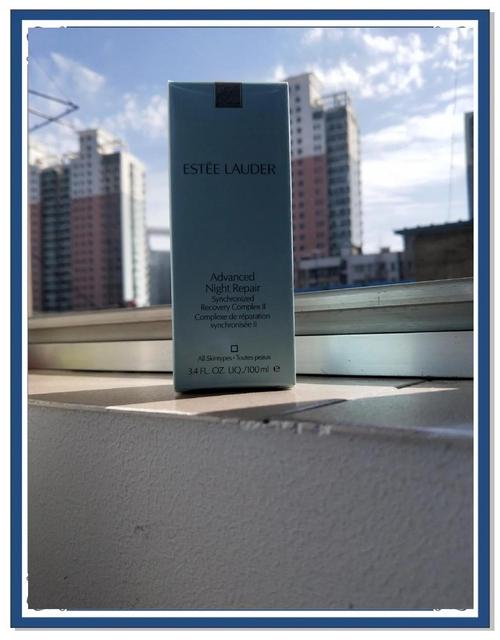 ESTĒE LAUDER
Advanced
Night Repair
Synchronized
Recovery Complex II
Complexe de réparation
synchronisée II
All Skintypes • Toutes peaux
3.4 FL. OZ. LIQ./100 ml ℮